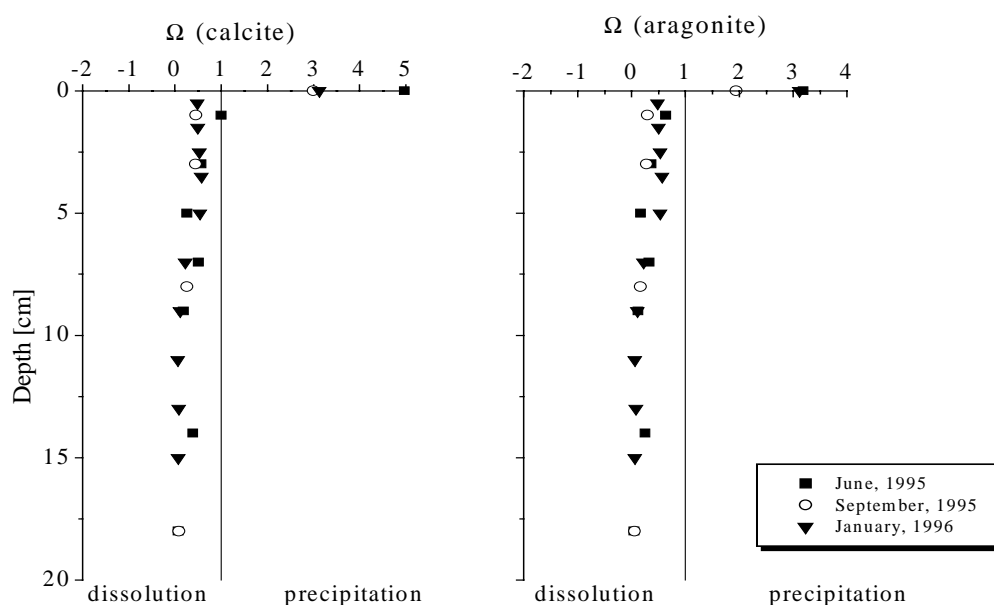 Ω (calcite)
-2 -1 0 1 2 3 4 5
Ω (aragonite)
-2 -1 0 1 2 3 4
0
5
10
15
20
Depth [cm]
June, 1995
September, 1995
January, 1996
dissolution precipitation
dissolution precipitation